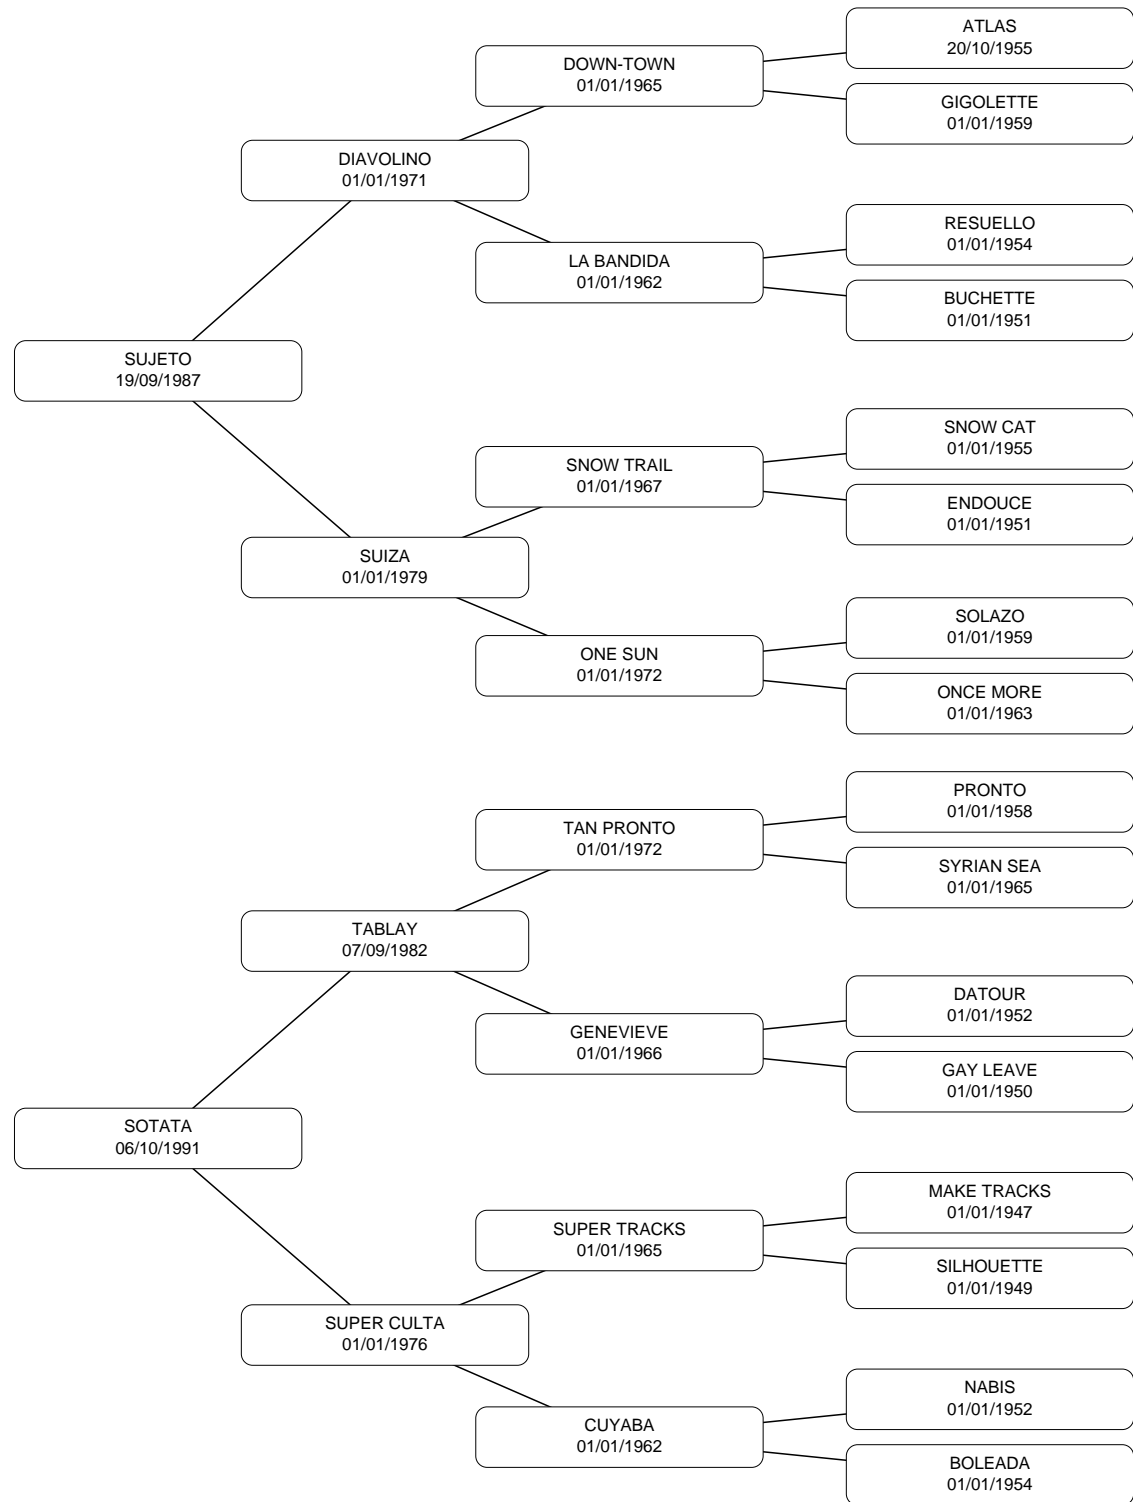 ATLAS
20/10/1955
DOWN-TOWN
01/01/1965
GIGOLETTE
01/01/1959
DIAVOLINO
01/01/1971
RESUELLO
01/01/1954
LA BANDIDA
01/01/1962
BUCHETTE
01/01/1951
SUJETO
19/09/1987
SNOW CAT
01/01/1955
SNOW TRAIL
01/01/1967
ENDOUCE
01/01/1951
SUIZA
01/01/1979
SOLAZO
01/01/1959
ONE SUN
01/01/1972
ONCE MORE
01/01/1963
PRONTO
01/01/1958
TAN PRONTO
01/01/1972
SYRIAN SEA
01/01/1965
TABLAY
07/09/1982
DATOUR
01/01/1952
GENEVIEVE
01/01/1966
GAY LEAVE
01/01/1950
SOTATA
06/10/1991
MAKE TRACKS
01/01/1947
SUPER TRACKS
01/01/1965
SILHOUETTE
01/01/1949
SUPER CULTA
01/01/1976
NABIS
01/01/1952
CUYABA
01/01/1962
BOLEADA
01/01/1954